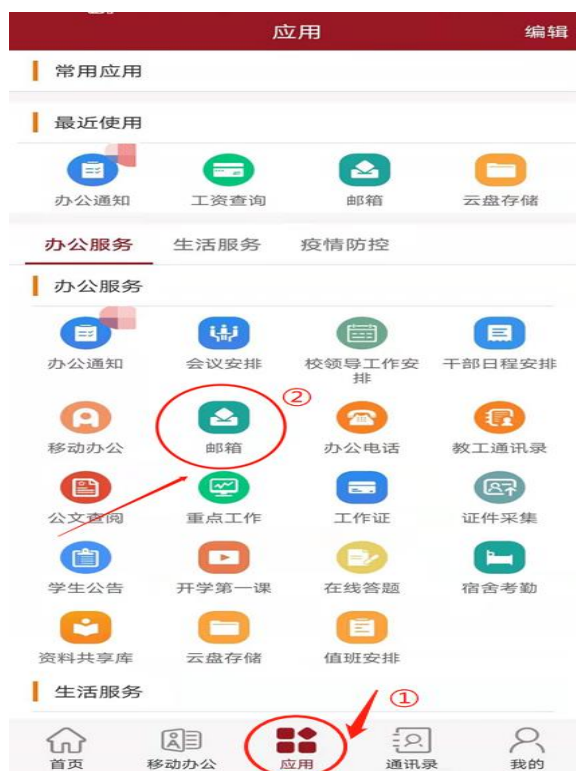 应用 编辑
常用应用
最近使用
办公通知 工资查询 邮箱 云盘存储
办公服务 生活服务 疫情防控
办公服务
办公通知 会议安排 校领导工作安排 干部日程安排
②
移动办公 邮箱 办公电话 教工通讯录
公文查阅 重点工作 工作证 证件采集
学生公告 开学第一课 在线答题 宿舍考勤
资料共享库 云盘存储 值班安排
生活服务
①
首页 移动办公 应用 通讯录 我的